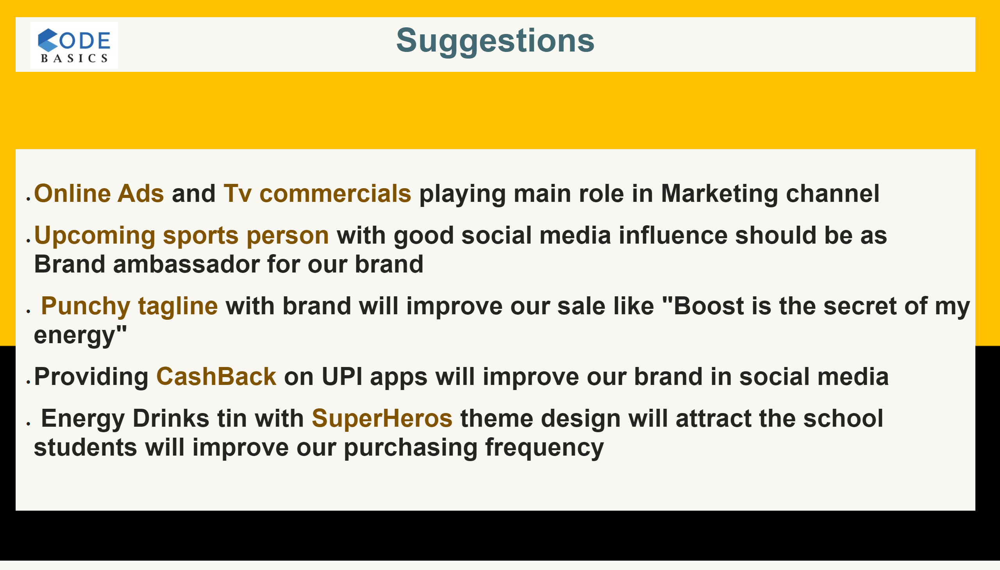 CODE
BASICS
Suggestions
. Online Ads and Tv commercials playing main role in Marketing channel
. Upcoming sports person with good social media influence should be as
Brand ambassador for our brand
. Punchy tagline with brand will improve our sale like "Boost is the secret of my
energy"
. Providing CashBack on UPI apps will improve our brand in social media
. Energy Drinks tin with SuperHeros theme design will attract the school
students will improve our purchasing frequency